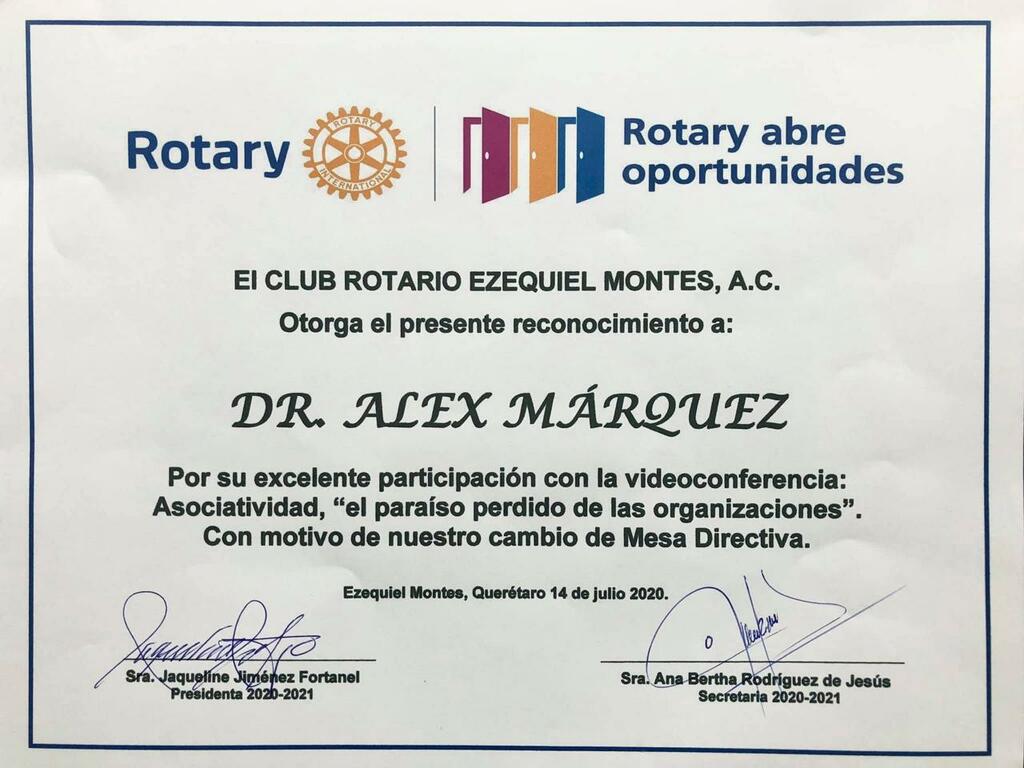 Rotary
ROTARY
INTERNATIONAL
Rotary abre
oportunidades
El CLUB ROTARIO EZEQUIEL MONTES, A.C.
Otorga el presente reconocimiento a:
DR. ALEX MÁRQUEZ
Por su excelente participación con la videoconferencia:
Asociatividad, “el paraíso perdido de las organizaciones”.
Con motivo de nuestro cambio de Mesa Directiva.
Ezequiel Montes, Querétaro 14 de julio 2020.
Sra. Jaqueline Jiménez Fortanel
Presidenta 2020-2021
Sra. Ana Bertha Rodríguez de Jesús
Secretaria 2020-2021